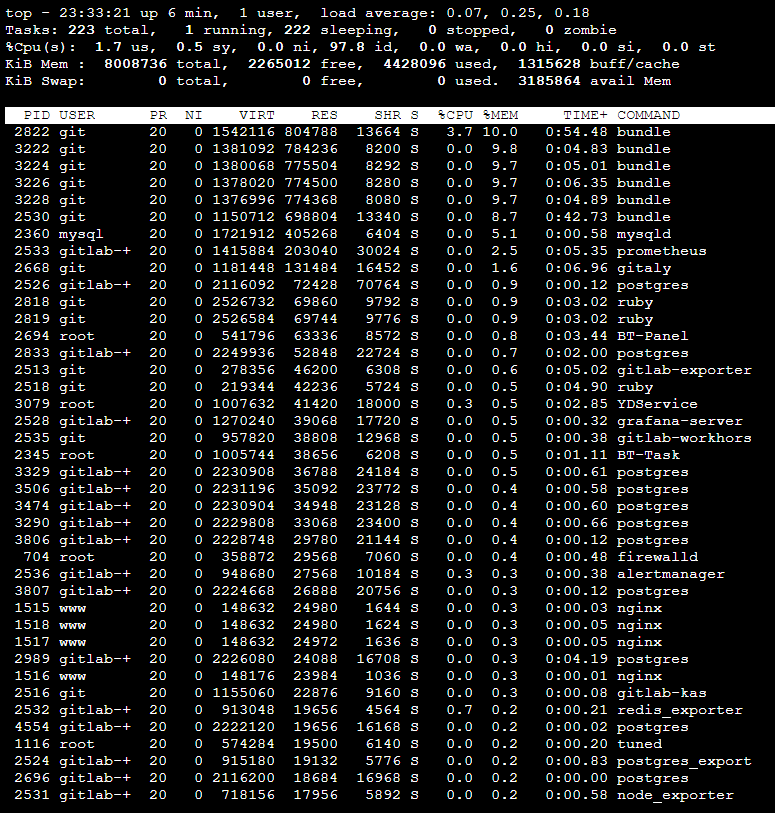 top - 23:33:21 up 6 min,  1 user,  load average: 0.07, 0.25, 0.18
Tasks: 223 total,   1 running, 222 sleeping,   0 stopped,   0 zombie
%Cpu(s):  1.7 us,  0.5 sy,  0.0 ni, 97.8 id,  0.0 wa,  0.0 hi,  0.0 si,  0.0 st
KiB Mem :  8008736 total,  2265012 free,  4428096 used,  1315628 buff/cache
KiB Swap:        0 total,        0 free,        0 used.  3185864 avail Mem
PID USER      PR  NI    VIRT    RES    SHR S  %CPU %MEM     TIME+ COMMAND
2822 git       20   0 1542116 804788  13664 S   3.7 10.0   0:54.48 bundle
3222 git       20   0 1381092 784236   8200 S   0.0  9.8   0:04.83 bundle
3224 git       20   0 1380068 775504   8292 S   0.0  9.7   0:05.01 bundle
3226 git       20   0 1378020 774500   8280 S   0.0  9.7   0:06.35 bundle
3228 git       20   0 1376996 774368   8080 S   0.0  9.7   0:04.89 bundle
2530 git       20   0 1150712 698804  13340 S   0.0  8.7   0:42.73 bundle
2360 mysql     20   0 1721912 405268   6404 S   0.0  5.1   0:00.58 mysqld
2533 gitlab-+  20   0 1415884 203040  30024 S   0.0  2.5   0:05.35 prometheus
2668 git       20   0 1181448 131484  16452 S   0.0  1.6   0:06.96 gitaly
2526 gitlab-+  20   0 2116092  72428  70764 S   0.0  0.9   0:00.12 postgres
2818 git       20   0 2526732  69860   9792 S   0.0  0.9   0:03.02 ruby
2819 git       20   0 2526584  69744   9776 S   0.0  0.9   0:03.02 ruby
2694 root      20   0  541796  63336   8572 S   0.0  0.8   0:03.44 BT-Panel
2833 gitlab-+  20   0 2249936  52848  22724 S   0.0  0.7   0:02.00 postgres
2513 git       20   0  278356  46200   6308 S   0.0  0.6   0:05.02 gitlab-exporter
2518 git       20   0  219344  42236   5724 S   0.0  0.5   0:04.90 ruby
3079 root      20   0 1007632  41420  18000 S   0.3  0.5   0:02.85 YDService
2528 gitlab-+  20   0 1270240  39068  17720 S   0.0  0.5   0:00.32 grafana-server
2535 git       20   0  957820  38808  12968 S   0.0  0.5   0:00.38 gitlab-workhors
2345 root      20   0 1005744  38656   6208 S   0.0  0.5   0:01.11 BT-Task
3329 gitlab-+  20   0 2230908  36788  24184 S   0.0  0.5   0:00.61 postgres
3506 gitlab-+  20   0 2231196  35092  23772 S   0.0  0.4   0:00.58 postgres
3474 gitlab-+  20   0 2230904  34948  23128 S   0.0  0.4   0:00.60 postgres
3290 gitlab-+  20   0 2229808  33068  23400 S   0.0  0.4   0:00.66 postgres
3806 gitlab-+  20   0 2228748  29780  21144 S   0.0  0.4   0:00.12 postgres
704 root      20   0  358872  29568   7060 S   0.0  0.4   0:00.48 firewalld
2536 gitlab-+  20   0  948680  27568  10184 S   0.3  0.3   0:00.38 alertmanager
3807 gitlab-+  20   0 2224668  26888  20756 S   0.0  0.3   0:00.12 postgres
1515 www       20   0  148632  24980   1644 S   0.0  0.3   0:00.03 nginx
1518 www       20   0  148632  24980   1624 S   0.0  0.3   0:00.05 nginx
1517 www       20   0  148632  24972   1636 S   0.0  0.3   0:00.05 nginx
2989 gitlab-+  20   0 2226080  24088  16708 S   0.0  0.3   0:04.19 postgres
1516 www       20   0  148176  23984   1036 S   0.0  0.3   0:00.01 nginx
2516 git       20   0 1155060  22876   9160 S   0.0  0.3   0:00.08 gitlab-kas
2532 gitlab-+  20   0  913048  19656   4564 S   0.7  0.2   0:00.21 redis_exporter
4554 gitlab-+  20   0 2222120  19656  16168 S   0.0  0.2   0:00.02 postgres
1116 root      20   0  574284  19500   6140 S   0.0  0.2   0:00.20 tuned
2524 gitlab-+  20   0  915180  19132   5776 S   0.0  0.2   0:00.83 postgres_export
2696 gitlab-+  20   0 2116200  18684  16968 S   0.0  0.2   0:00.00 postgres
2531 gitlab-+  20   0  718156  17956   5892 S   0.0  0.2   0:00.58 node_exporter